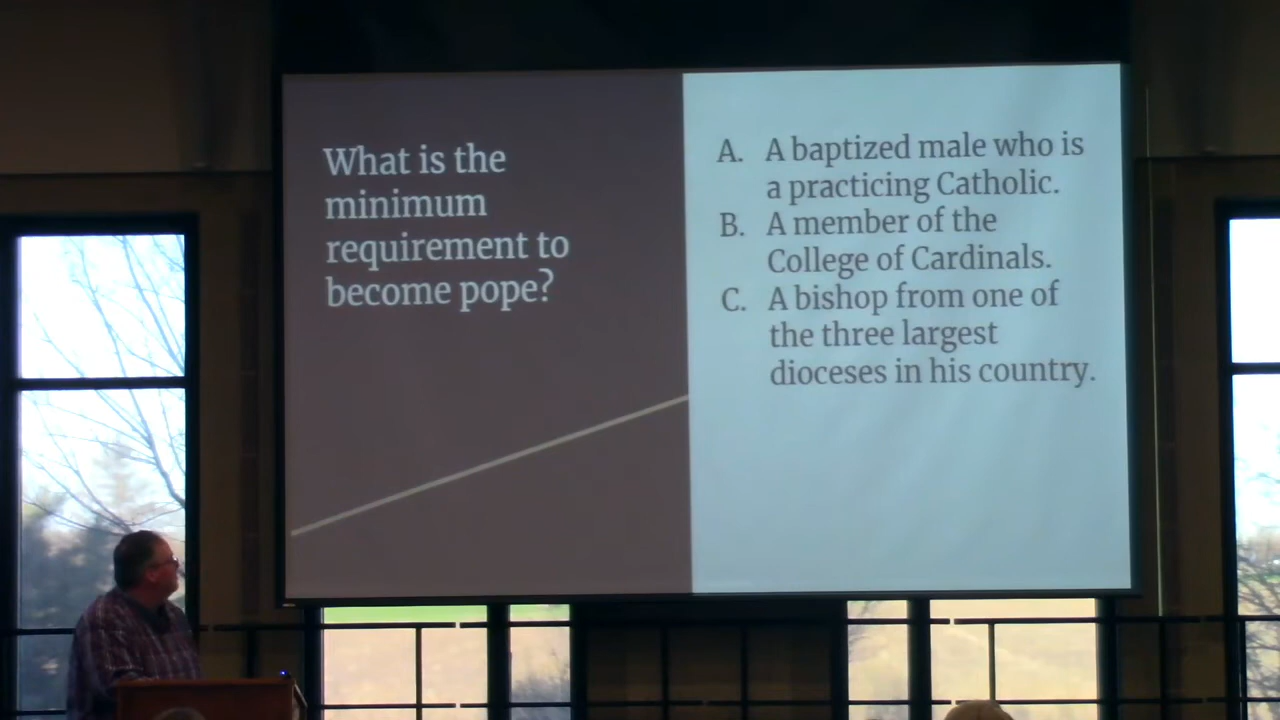 What is the
minimum
requirement to
become pope?
A. A baptized male who is
a practicing Catholic.
B. A member of the
College of Cardinals.
C. A bishop from one of
the three largest
dioceses in his country.